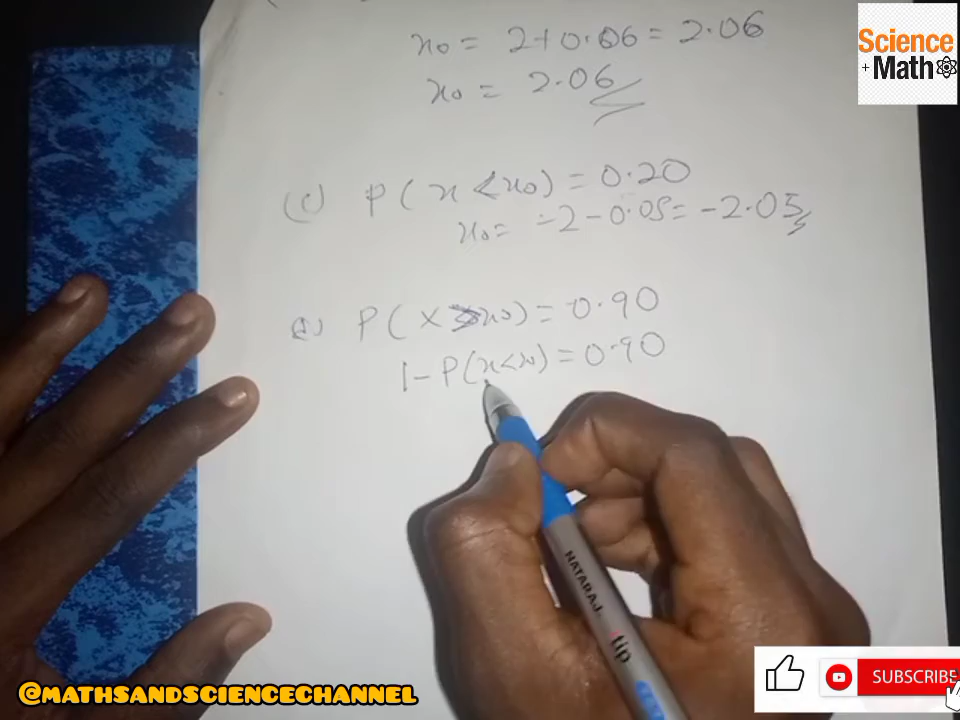 x₀ = 2+0.06 = 2.06
x₀ = 2.06
(c) P(x < x₀) = 0.20
x₀ = -2 - 0.05 = -2.05
P(X > x₀) = 0.90
1 - P(x < x₀) = 0.90
Science
+ Math
NATARAJ tip
@MATHSANDSCIENCECHANNEL
SUBSCRIBE